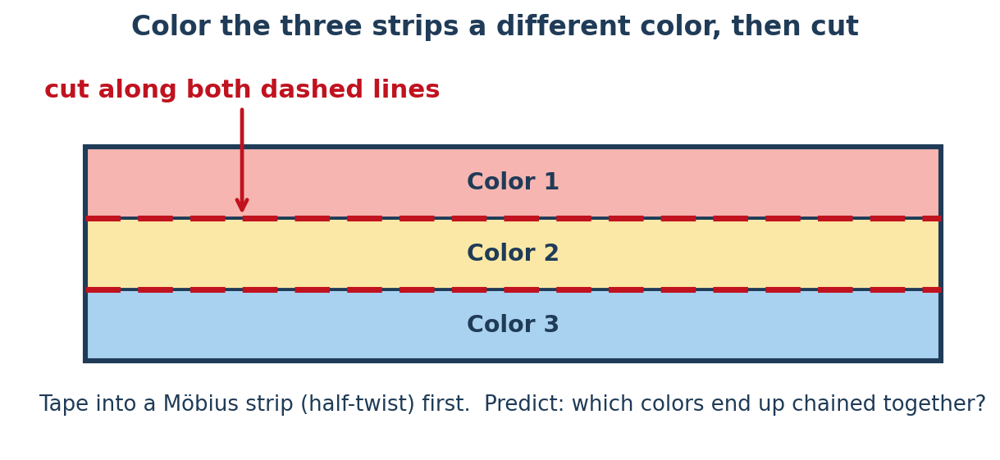 Color the three strips a different color, then cut
cut along both dashed lines
Color 1
Color 2
Color 3
Tape into a Möbius strip (half-twist) first.  Predict: which colors end up chained together?